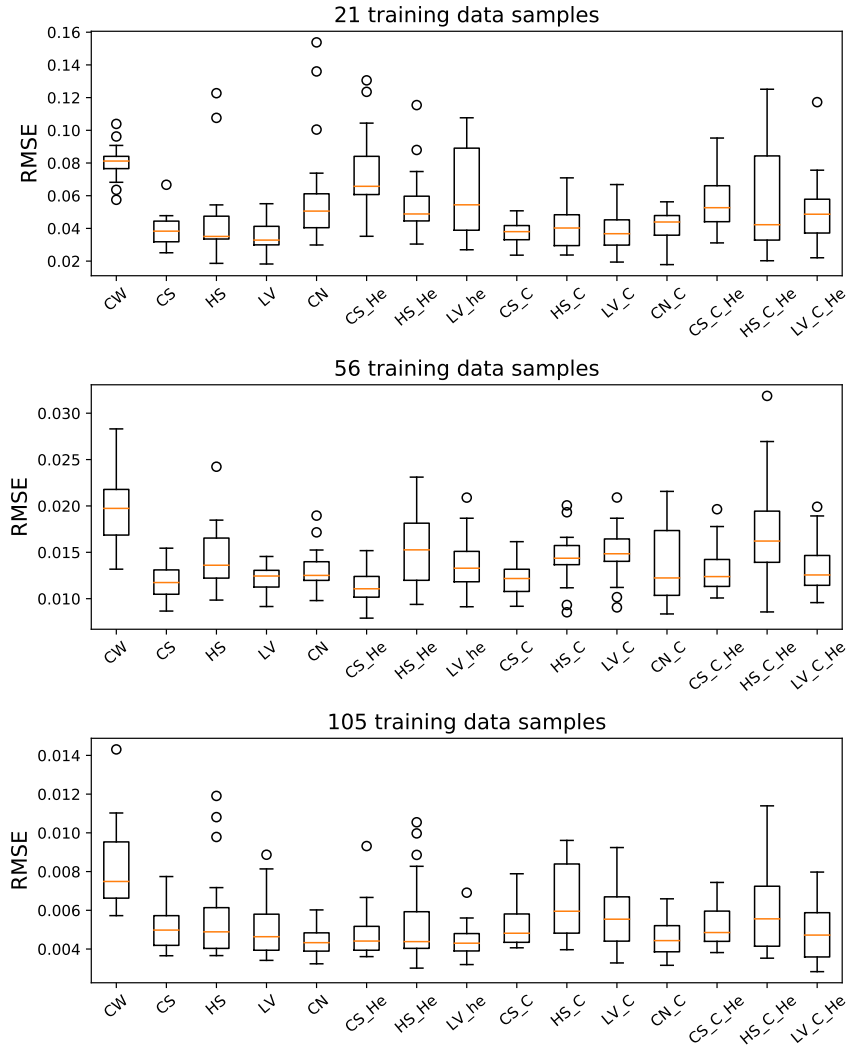 21 training data samples
RMSE
0.16
0.14
0.12
0.10
0.08
0.06
0.04
0.02
CW CS HS LV CN CS_He HS_He LV_he CS_C HS_C LV_C CN_C CS_C_He HS_C_He LV_C_He
56 training data samples
RMSE
0.030
0.025
0.020
0.015
0.010
CW CS HS LV CN CS_He HS_He LV_he CS_C HS_C LV_C CN_C CS_C_He HS_C_He LV_C_He
105 training data samples
RMSE
0.014
0.012
0.010
0.008
0.006
0.004
CW CS HS LV CN CS_He HS_He LV_he CS_C HS_C LV_C CN_C CS_C_He HS_C_He LV_C_He